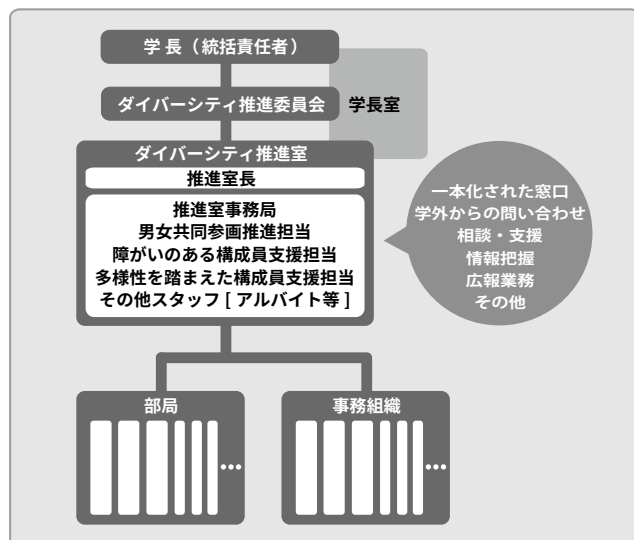 学 長（ 統括責任者 ）
ダイバーシティ推進委員会
学長室
ダイバーシティ推進室
推進室長
推進室事務局
男女共同参画推進担当
障がいのある構成員支援担当
多様性を踏まえた構成員支援担当
その他スタッフ [ アルバイト等 ]
一本化された窓口
学外からの問い合わせ
相談・支援
情報把握
広報業務
その他
部局
事務組織